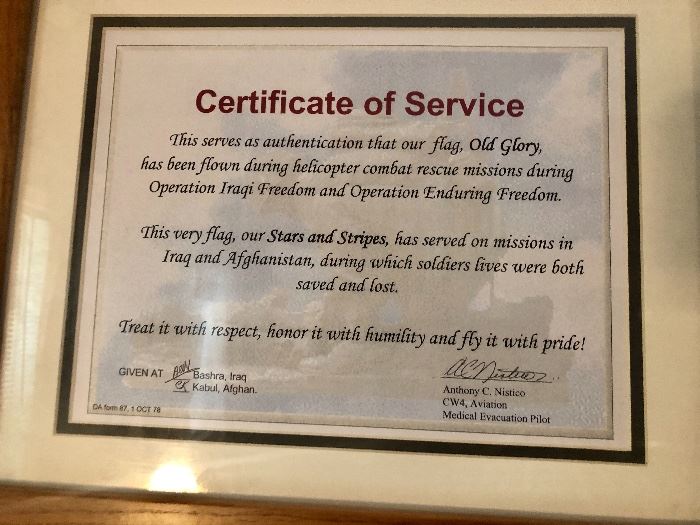 Certificate of Service
This serves as authentication that our flag, Old Glory,
has been flown during helicopter combat rescue missions during
Operation Iraqi Freedom and Operation Enduring Freedom.
This very flag, our Stars and Stripes, has served on missions in
Iraq and Afghanistan, during which soldiers lives were both
saved and lost.
Treat it with respect, honor it with humility and fly it with pride!
GIVEN AT Bashra, Iraq
Kabul, Afghan.
Anthony C. Nistico
CW4, Aviation
Medical Evacuation Pilot
DA form 87, 1 OCT 78